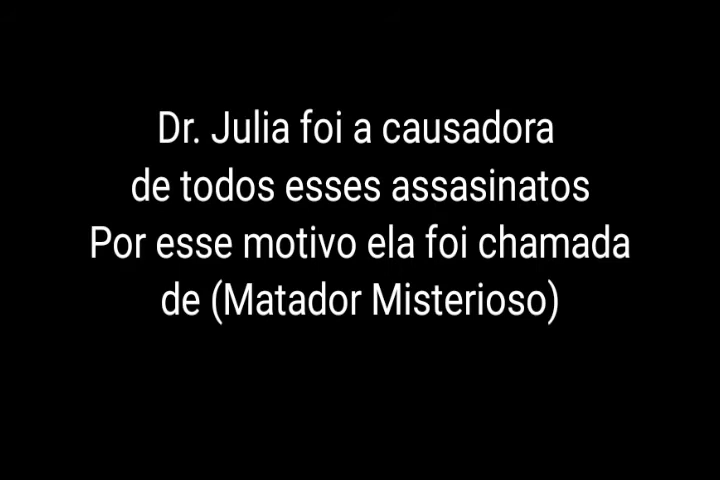 Dr. Julia foi a causadora
de todos esses assasinatos
Por esse motivo ela foi chamada
de (Matador Misterioso)